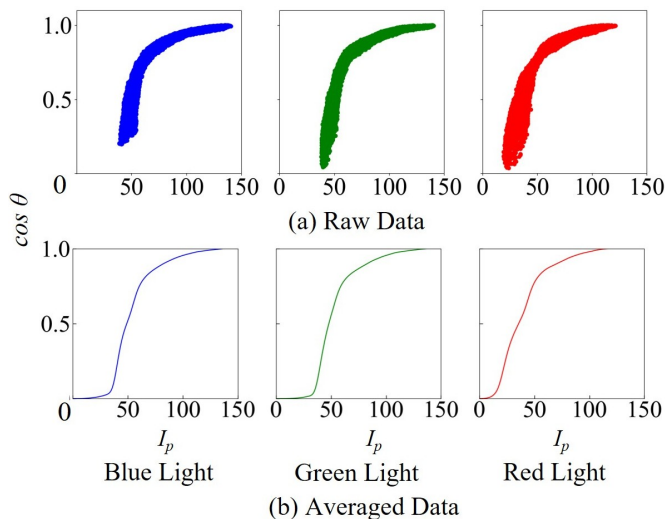 1.0
0.5
cos θ
0 50 100 150 0 50 100 150 0 50 100 150
(a) Raw Data
1.0
0.5
0 50 100 150 0 50 100 150 0 50 100 150
I_p I_p I_p
Blue Light Green Light Red Light
(b) Averaged Data